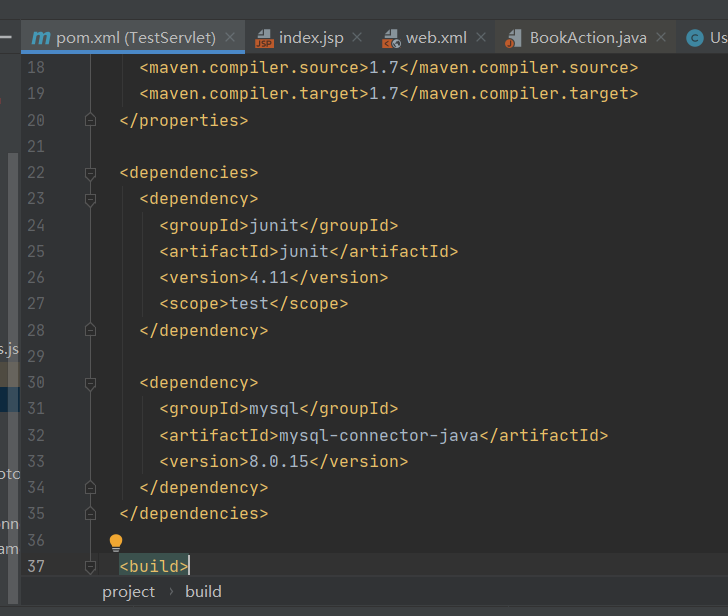 pom.xml (TestServlet) index.jsp web.xml BookAction.java Us
18 <maven.compiler.source>1.7</maven.compiler.source>
19 <maven.compiler.target>1.7</maven.compiler.target>
20 </properties>
21
22 <dependencies>
23 <dependency>
24 <groupId>junit</groupId>
25 <artifactId>junit</artifactId>
26 <version>4.11</version>
27 <scope>test</scope>
28 </dependency>
29
30 <dependency>
31 <groupId>mysql</groupId>
32 <artifactId>mysql-connector-java</artifactId>
33 <version>8.0.15</version>
34 </dependency>
35 </dependencies>
36
37 <build>
project › build